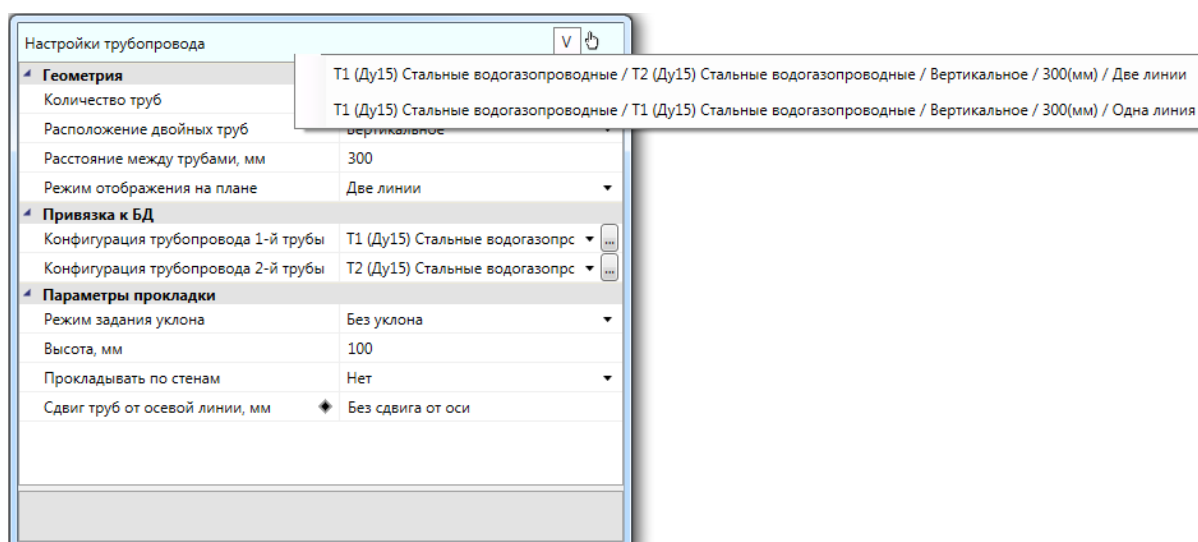 Настройки трубопровода V
Геометрия
Т1 (Ду15) Стальные водогазопроводные / Т2 (Ду15) Стальные водогазопроводные / Вертикальное / 300(мм) / Две линии
Количество труб
Т1 (Ду15) Стальные водогазопроводные / Т1 (Ду15) Стальные водогазопроводные / Вертикальное / 300(мм) / Одна линия
Расположение двойных труб Вертикальное
Расстояние между трубами, мм 300
Режим отображения на плане Две линии
Привязка к БД
Конфигурация трубопровода 1-й трубы Т1 (Ду15) Стальные водогазопрс ...
Конфигурация трубопровода 2-й трубы Т2 (Ду15) Стальные водогазопрс ...
Параметры прокладки
Режим задания уклона Без уклона
Высота, мм 100
Прокладывать по стенам Нет
Сдвиг труб от осевой линии, мм Без сдвига от оси